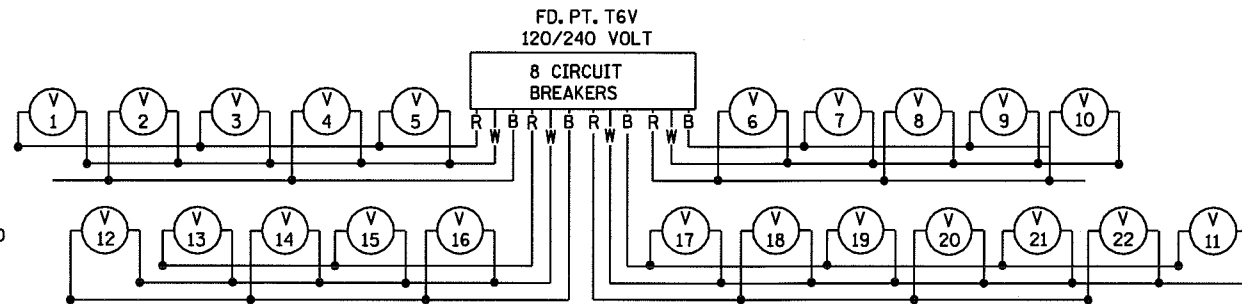 FD. PT. T6V
120/240 VOLT
8 CIRCUIT
BREAKERS
R W B R W B R W B R W B
V 1
V 2
V 3
V 4
V 5
V 6
V 7
V 8
V 9
V 10
V 12
V 13
V 14
V 15
V 16
V 17
V 18
V 19
V 20
V 21
V 22
V 11